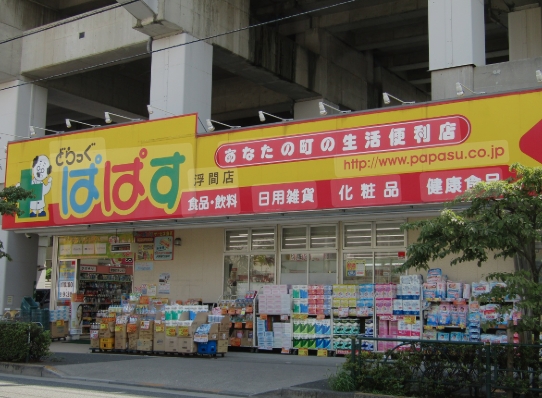 どらっぐ
ぱぱす
浮間店
あなたの町の生活便利店
http://www.papasu.co.jp
食品・飲料 日用雑貨 化粧品 健康食品